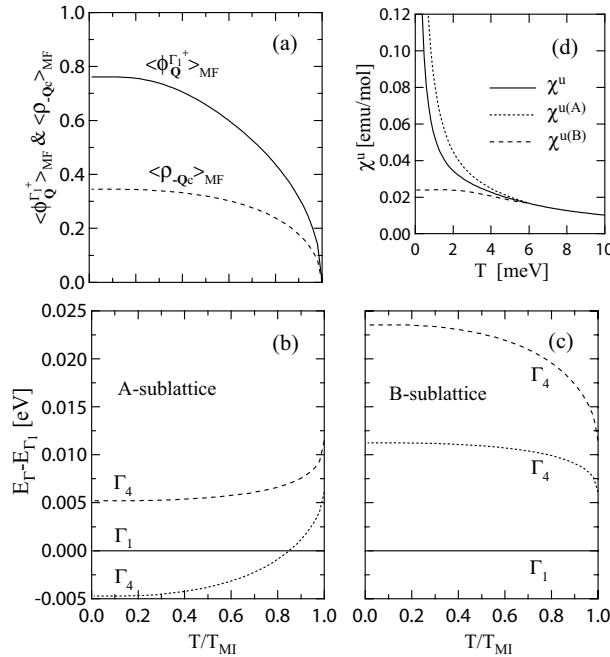 <ϕ_Q^{Γ₁⁺}>_MF & <ρ_{-Qc}>_MF
1.0
0.8
0.6
0.4
0.2
0.0
(a)
<ϕ_Q^{Γ₁⁺}>_MF
<ρ_{-Qc}>_MF
χ^u [emu/mol]
0.12
0.10
0.08
0.06
0.04
0.02
0.00
(d)
χ^u
χ^{u(A)}
χ^{u(B)}
0 2 4 6 8 10
T [meV]
E_Γ-E_{Γ₁} [eV]
0.025
0.020
0.015
0.010
0.005
0.000
-0.005
(b)
A-sublattice
Γ₄
Γ₁
Γ₄
0.0 0.2 0.4 0.6 0.8 1.0
T/T_MI
(c)
Γ₄
B-sublattice
Γ₄
Γ₁
0.0 0.2 0.4 0.6 0.8 1.0
T/T_MI